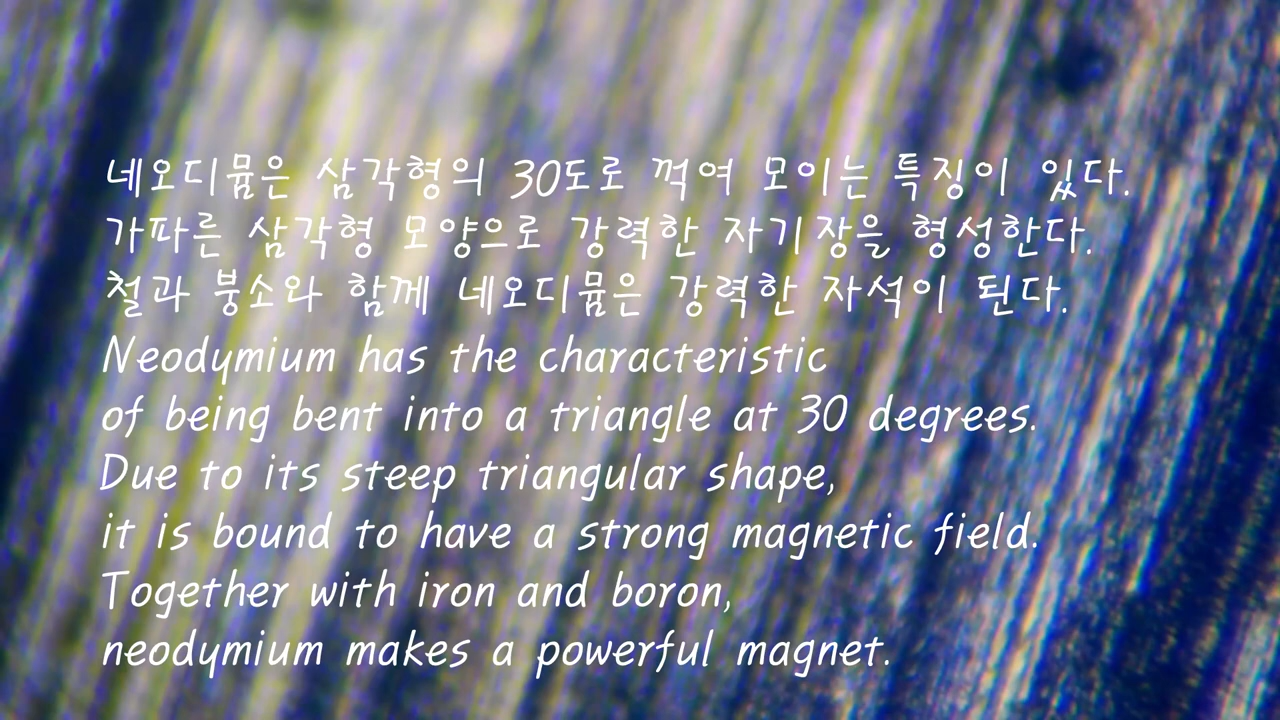 네오디뮴은 삼각형의 30도로 꺽여 모이는 특징이 있다.
가파른 삼각형 모양으로 강력한 자기장을 형성한다.
철과 붕소와 함께 네오디뮴은 강력한 자석이 된다.
Neodymium has the characteristic
of being bent into a triangle at 30 degrees.
Due to its steep triangular shape,
it is bound to have a strong magnetic field.
Together with iron and boron,
neodymium makes a powerful magnet.